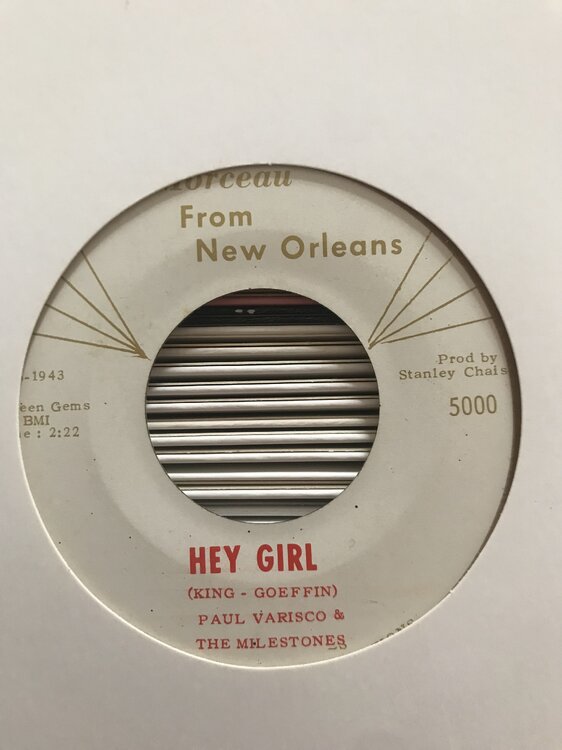 Morceau
From
New Orleans
-1943
een Gems
BMI
e : 2:22
Prod by
Stanley Chais
5000
HEY GIRL
(KING - GOEFFIN)
PAUL VARISCO &
THE MILESTONES